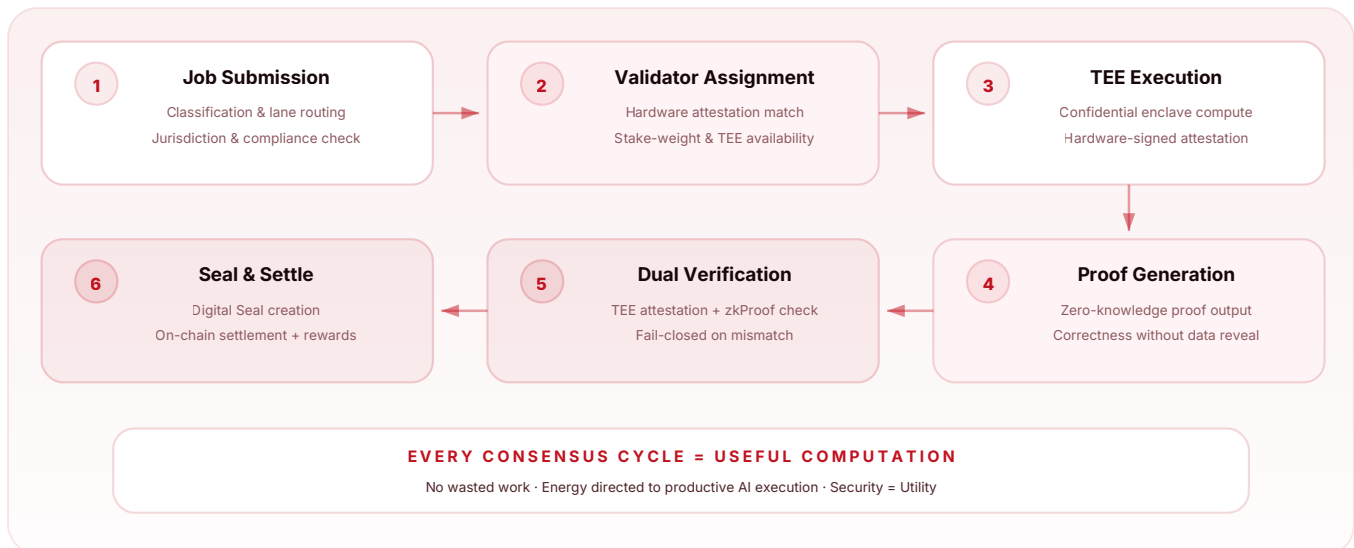 1
Job Submission
Classification & lane routing
Jurisdiction & compliance check
2
Validator Assignment
Hardware attestation match
Stake-weight & TEE availability
3
TEE Execution
Confidential enclave compute
Hardware-signed attestation
4
Proof Generation
Zero-knowledge proof output
Correctness without data reveal
5
Dual Verification
TEE attestation + zkProof check
Fail-closed on mismatch
6
Seal & Settle
Digital Seal creation
On-chain settlement + rewards
EVERY CONSENSUS CYCLE = USEFUL COMPUTATION
No wasted work · Energy directed to productive AI execution · Security = Utility